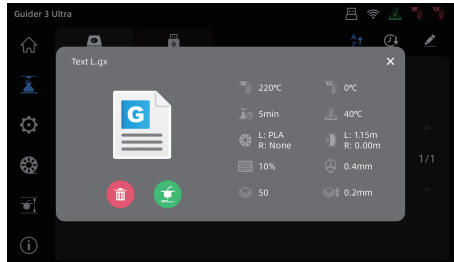 Guider 3 Ultra
A
Z
Text L.gx
G
220℃
0℃
5min
40℃
L: PLA
R: None
L: 1.15m
R: 0.00m
10%
0.4mm
50
0.2mm
1/1